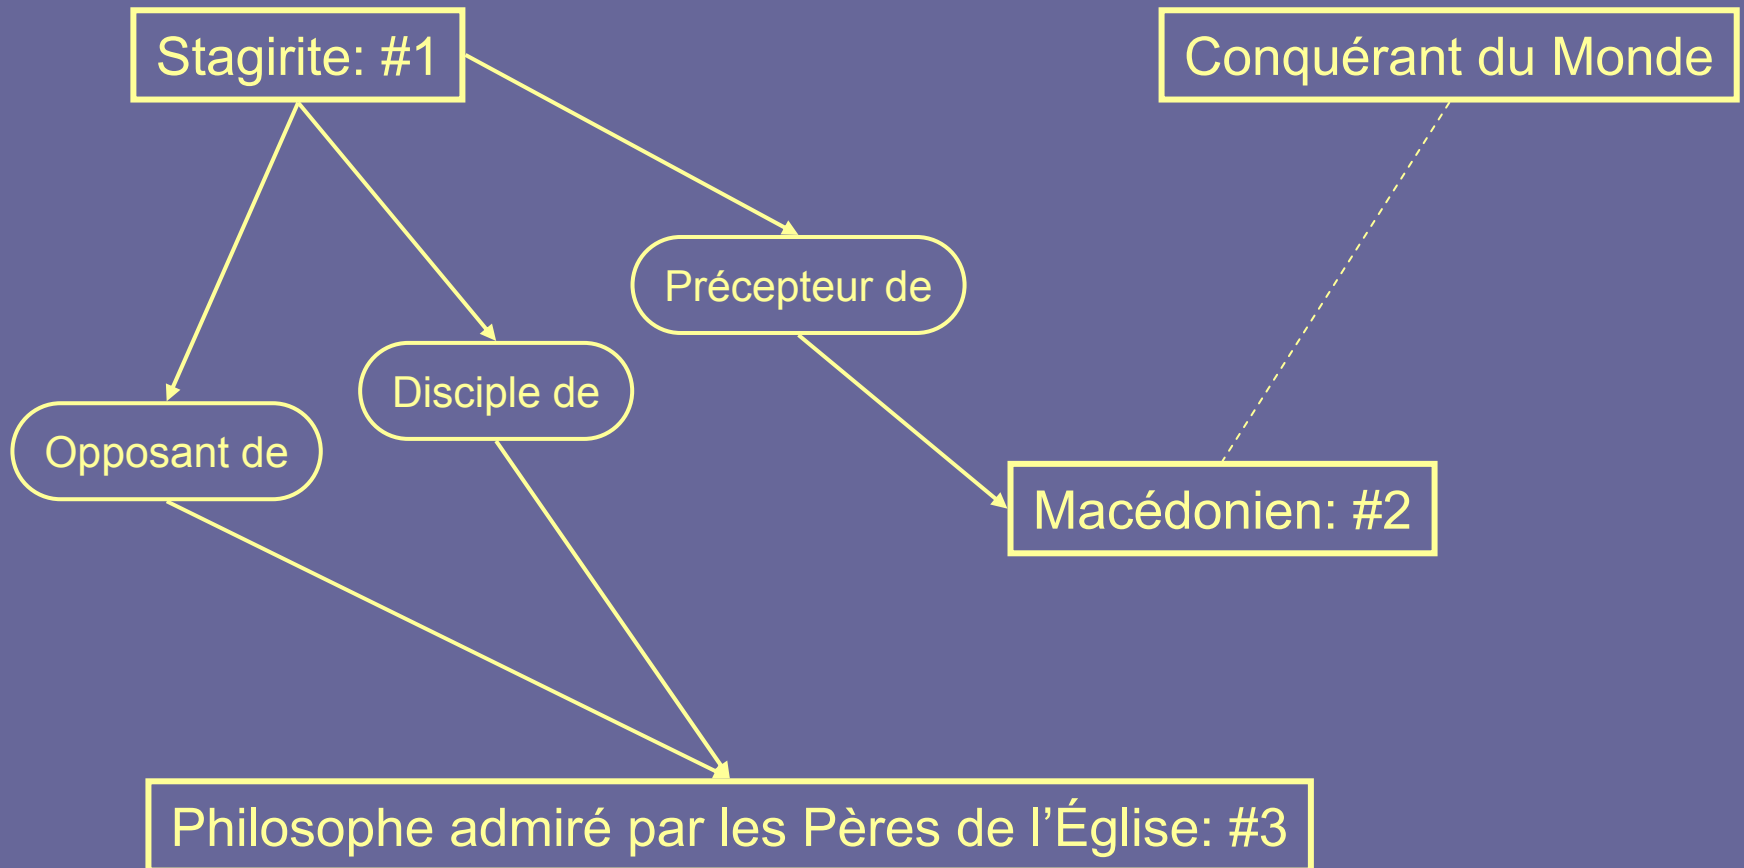 Stagirite: #1
Conquérant du Monde
Précepteur de
Disciple de
Opposant de
Macédonien: #2
Philosophe admiré par les Pères de l’Église: #3